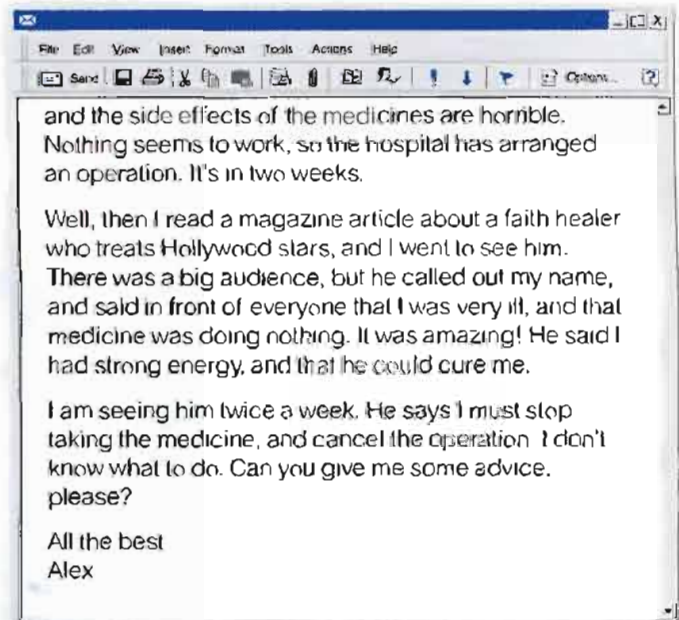 File Edit View Insert Format Tools Actions Help
Send Options...
and the side effects of the medicines are horrible.
Nothing seems to work, so the hospital has arranged
an operation. It's in two weeks.
Well, then I read a magazine article about a faith healer
who treats Hollywood stars, and I went to see him.
There was a big audience, but he called out my name,
and said in front of everyone that I was very ill, and that
medicine was doing nothing. It was amazing! He said I
had strong energy, and that he could cure me.
I am seeing him twice a week. He says I must stop
taking the medicine, and cancel the operation I don't
know what to do. Can you give me some advice.
please?
All the best
Alex